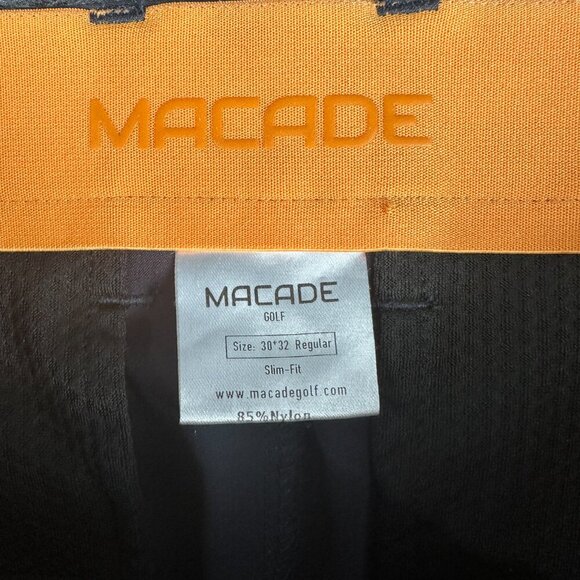 MACADE
MACADE
GOLF
Size: 30*32 Regular
Slim-Fit
www.macadegolf.com
85%Nylon